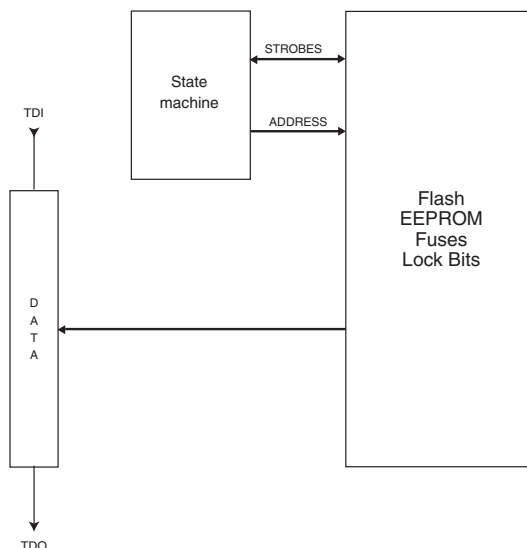 STROBES
State
machine
ADDRESS
TDI
Flash
EEPROM
Fuses
Lock Bits
D
A
T
A
TDO